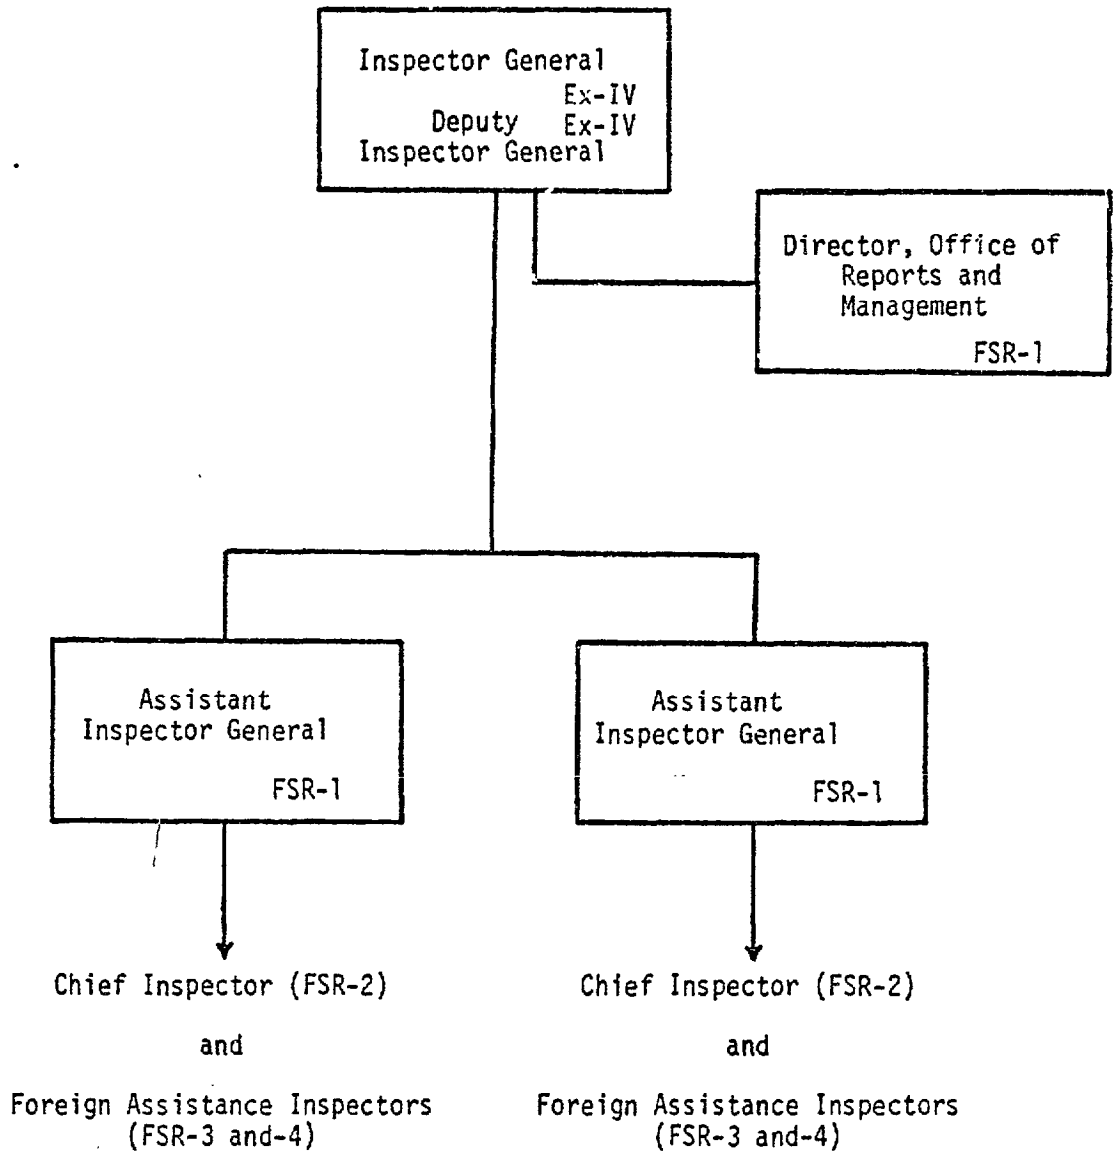 Inspector General
Ex-IV
Deputy Ex-IV
Inspector General
Director, Office of
Reports and
Management
FSR-1
Assistant
Inspector General
FSR-1
Assistant
Inspector General
FSR-1
Chief Inspector (FSR-2)
and
Foreign Assistance Inspectors
(FSR-3 and-4)
Chief Inspector (FSR-2)
and
Foreign Assistance Inspectors
(FSR-3 and-4)